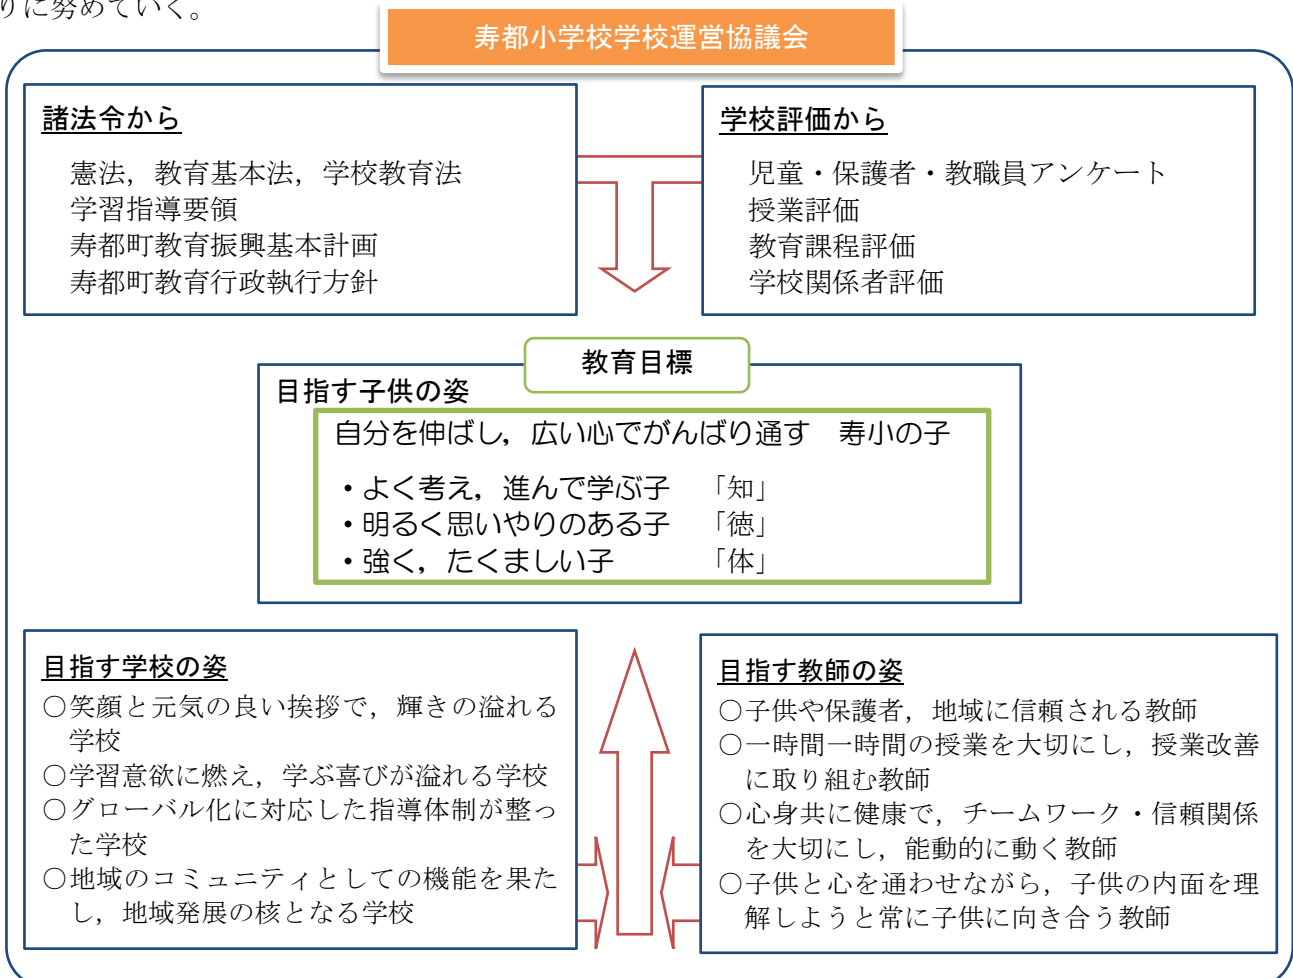 りに努めていく。
寿都小学校学校運営協議会
諸法令から
憲法，教育基本法，学校教育法
学習指導要領
寿都町教育振興基本計画
寿都町教育行政執行方針
学校評価から
児童・保護者・教職員アンケート
授業評価
教育課程評価
学校関係者評価
教育目標
目指す子供の姿
自分を伸ばし，広い心でがんばり通す　寿小の子
・よく考え，進んで学ぶ子　「知」
・明るく思いやりのある子　「徳」
・強く，たくましい子　「体」
目指す学校の姿
○笑顔と元気の良い挨拶で，輝きの溢れる
学校
○学習意欲に燃え，学ぶ喜びが溢れる学校
○グローバル化に対応した指導体制が整っ
た学校
○地域のコミュニティとしての機能を果た
し，地域発展の核となる学校
目指す教師の姿
○子供や保護者，地域に信頼される教師
○一時間一時間の授業を大切にし，授業改善
に取り組む教師
○心身共に健康で，チームワーク・信頼関係
を大切にし，能動的に動く教師
○子供と心を通わせながら，子供の内面を理
解しようと常に子供に向き合う教師